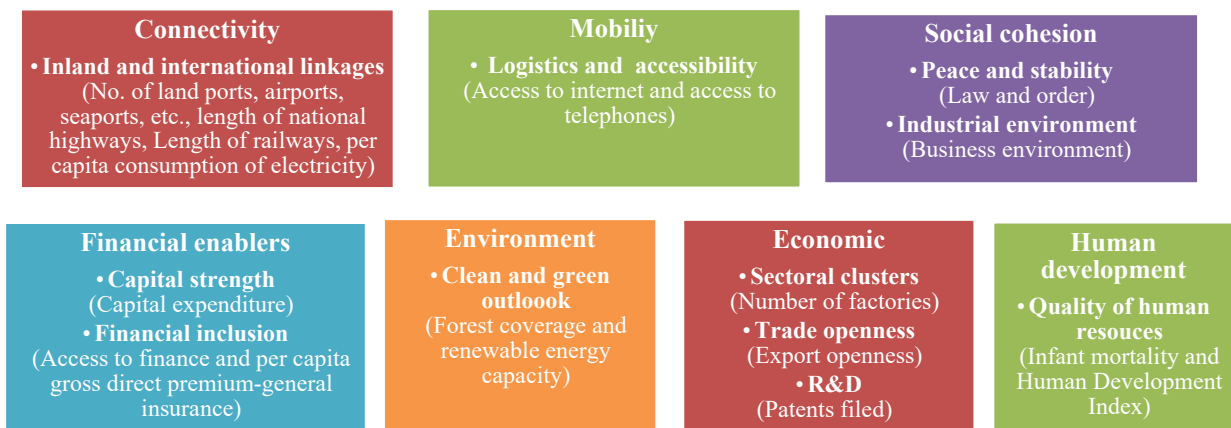 Connectivity
• Inland and international linkages
(No. of land ports, airports,
seaports, etc., length of national
highways, Length of railways, per
capita consumption of electricity)
Mobiliy
• Logistics and accessibility
(Access to internet and access to
telephones)
Social cohesion
• Peace and stability
(Law and order)
• Industrial environment
(Business environment)
Financial enablers
• Capital strength
(Capital expenditure)
• Financial inclusion
(Access to finance and per capita
gross direct premium-general
insurance)
Environment
• Clean and green
outloook
(Forest coverage and
renewable energy
capacity)
Economic
• Sectoral clusters
(Number of factories)
• Trade openness
(Export openness)
• R&D
(Patents filed)
Human
development
• Quality of human
resouces
(Infant mortality and
Human Development
Index)